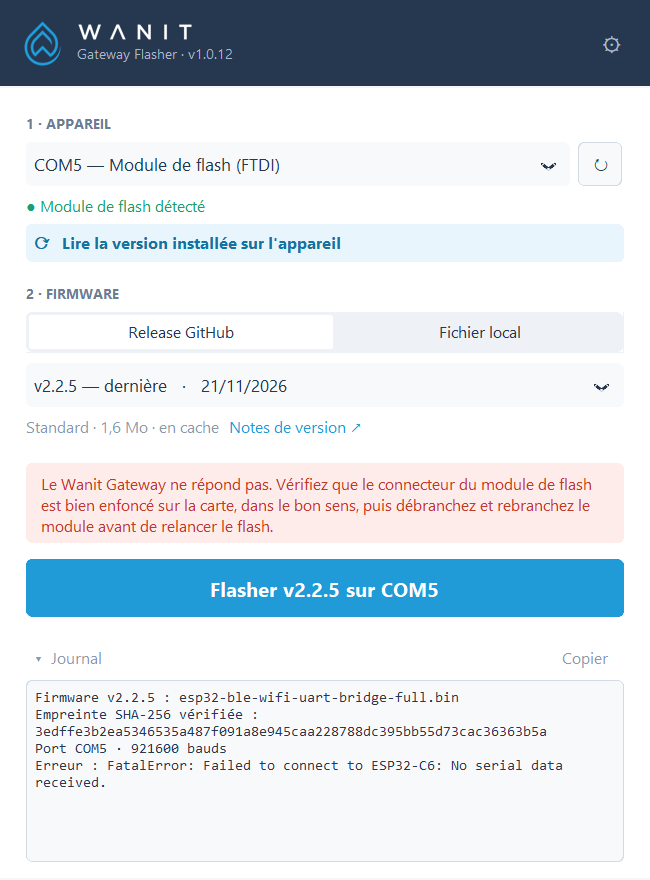 WANIT
Gateway Flasher · v1.0.12
1 · APPAREIL
COM5 — Module de flash (FTDI)
● Module de flash détecté
Lire la version installée sur l'appareil
2 · FIRMWARE
Release GitHub
Fichier local
v2.2.5 — dernière · 21/11/2026
Standard · 1,6 Mo · en cache Notes de version ↗
Le Wanit Gateway ne répond pas. Vérifiez que le connecteur du module de flash
est bien enfoncé sur la carte, dans le bon sens, puis débranchez et rebranchez le
module avant de relancer le flash.
Flasher v2.2.5 sur COM5
▾ Journal
Copier
Firmware v2.2.5 : esp32-ble-wifi-uart-bridge-full.bin
Empreinte SHA-256 vérifiée :
3edffe3b2ea5346535a487f091a8e945caa228788dc395bb55d73cac36363b5a
Port COM5 · 921600 bauds
Erreur : FatalError: Failed to connect to ESP32-C6: No serial data
received.